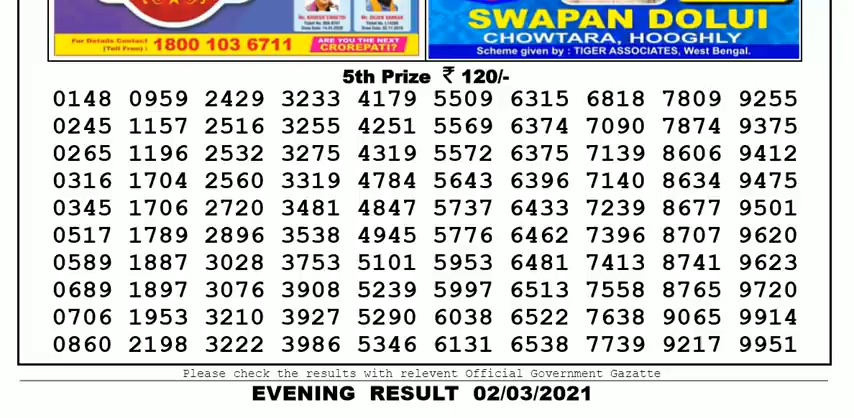 For Details Contact
(Toll Free) : 1800 103 6711
ARE YOU THE NEXT
CROREPATI?
SWAPAN DOLUI
CHOWTARA, HOOGHLY
Scheme given by : TIGER ASSOCIATES, West Bengal.
5th Prize ₹ 120/-
0148 0959 2429 3233 4179 5509 6315 6818 7809 9255
0245 1157 2516 3255 4251 5569 6374 7090 7874 9375
0265 1196 2532 3275 4319 5572 6375 7139 8606 9412
0316 1704 2560 3319 4784 5643 6396 7140 8634 9475
0345 1706 2720 3481 4847 5737 6433 7239 8677 9501
0517 1789 2896 3538 4945 5776 6462 7396 8707 9620
0589 1887 3028 3753 5101 5953 6481 7413 8741 9623
0689 1897 3076 3908 5239 5997 6513 7558 8765 9720
0706 1953 3210 3927 5290 6038 6522 7638 9065 9914
0860 2198 3222 3986 5346 6131 6538 7739 9217 9951
Please check the results with relevent Official Government Gazatte
EVENING RESULT 02/03/2021